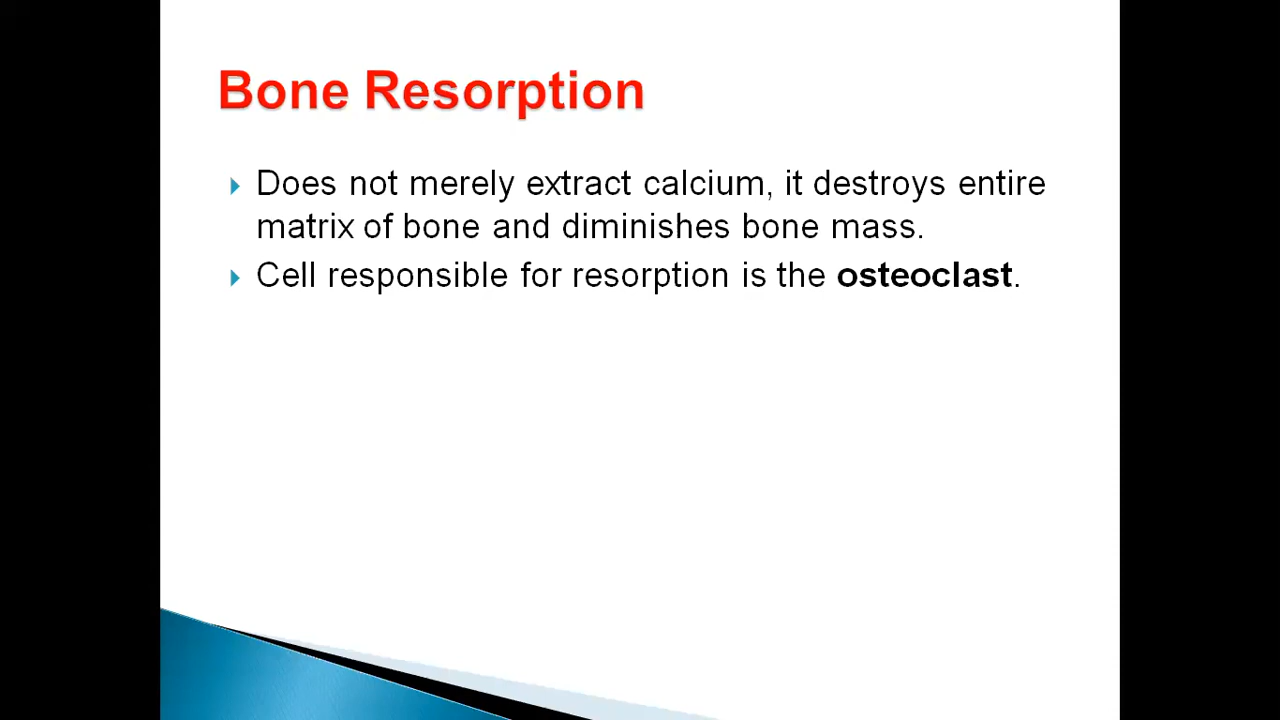 Bone Resorption
Does not merely extract calcium, it destroys entire
matrix of bone and diminishes bone mass.
Cell responsible for resorption is the osteoclast.